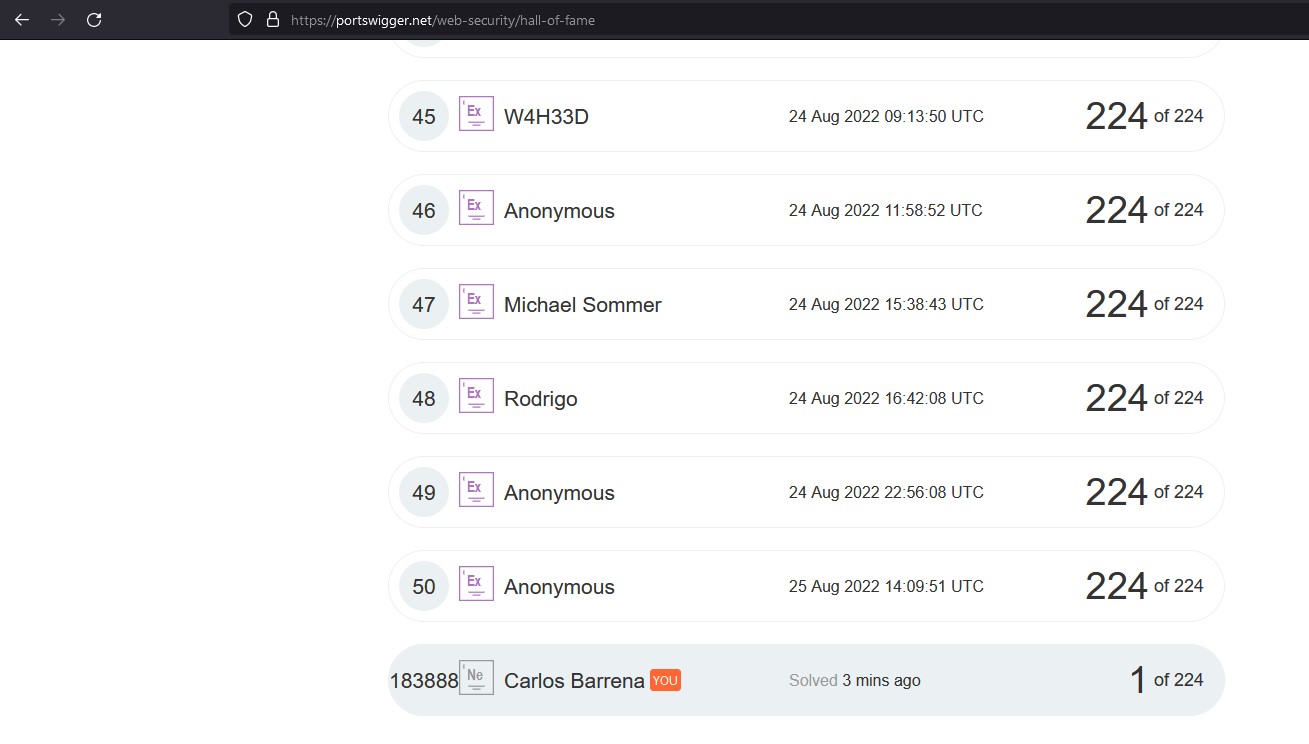 https://portswigger.net/web-security/hall-of-fame
45 Ex W4H33D 24 Aug 2022 09:13:50 UTC 224 of 224
46 Ex Anonymous 24 Aug 2022 11:58:52 UTC 224 of 224
47 Ex Michael Sommer 24 Aug 2022 15:38:43 UTC 224 of 224
48 Ex Rodrigo 24 Aug 2022 16:42:08 UTC 224 of 224
49 Ex Anonymous 24 Aug 2022 22:56:08 UTC 224 of 224
50 Ex Anonymous 25 Aug 2022 14:09:51 UTC 224 of 224
183888 Ne Carlos Barrena YOU Solved 3 mins ago 1 of 224